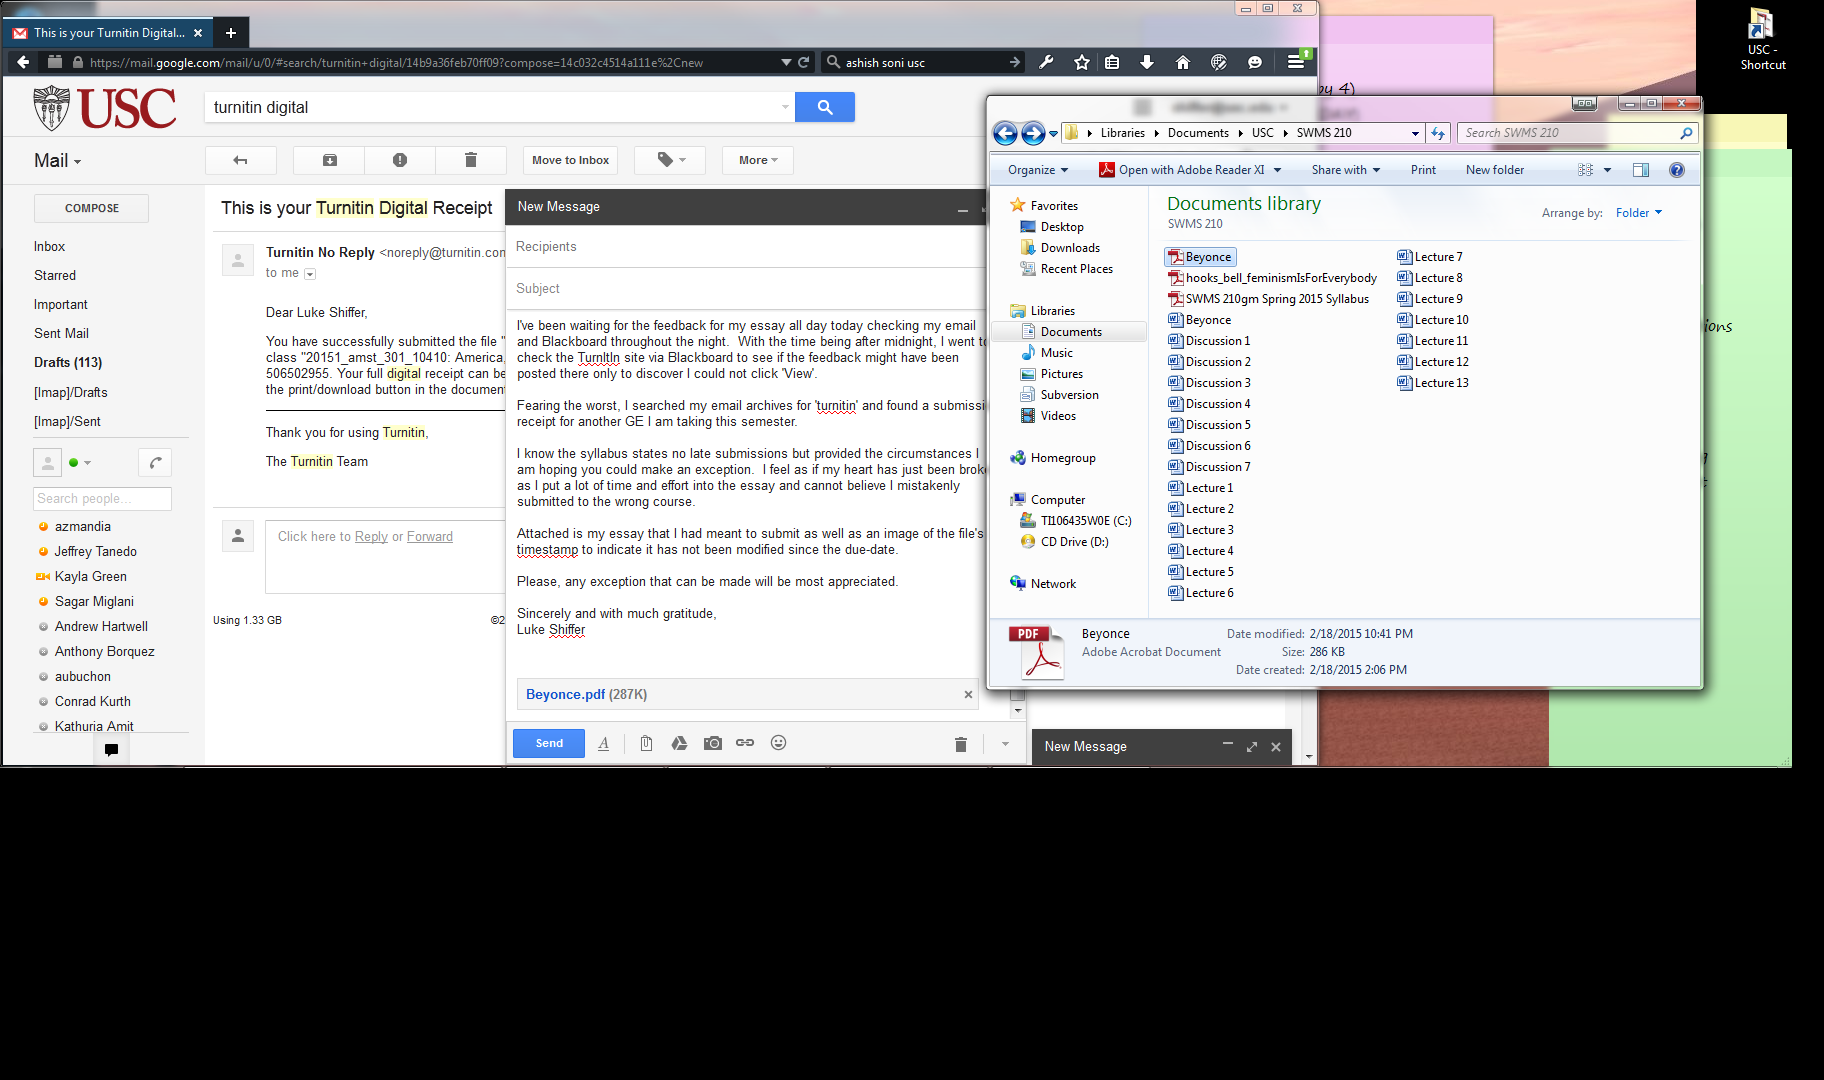 This is your Turnitin Digital...
https://mail.google.com/mail/u/0/#search/turnitin+digital/14b9a36feb70ff09?compose=14c032c4514a111e%2Cnew
ashish soni usc
USC
turnitin digital
Mail
Move to Inbox
More
COMPOSE
Inbox
Starred
Important
Sent Mail
Drafts (113)
[Imap]/Drafts
[Imap]/Sent
Search people...
azmandia
Jeffrey Tanedo
Kayla Green
Sagar Miglani
Andrew Hartwell
Anthony Borquez
aubuchon
Conrad Kurth
Kathuria Amit
This is your Turnitin Digital Receipt
Turnitin No Reply <noreply@turnitin.com
to me
Dear Luke Shiffer,
You have successfully submitted the file "
class "20151_amst_301_10410: America,
506502955. Your full digital receipt can be
the print/download button in the document
Thank you for using Turnitin,
The Turnitin Team
Click here to Reply or Forward
Using 1.33 GB
©2
New Message
Recipients
Subject
I've been waiting for the feedback for my essay all day today checking my email
and Blackboard throughout the night. With the time being after midnight, I went to
check the TurnItIn site via Blackboard to see if the feedback might have been
posted there only to discover I could not click 'View'.
Fearing the worst, I searched my email archives for 'turnitin' and found a submissi
receipt for another GE I am taking this semester.
I know the syllabus states no late submissions but provided the circumstances I
am hoping you could make an exception. I feel as if my heart has just been broke
as I put a lot of time and effort into the essay and cannot believe I mistakenly
submitted to the wrong course.
Attached is my essay that I had meant to submit as well as an image of the file's
timestamp to indicate it has not been modified since the due-date.
Please, any exception that can be made will be most appreciated.
Sincerely and with much gratitude,
Luke Shiffer
Beyonce.pdf (287K)
Send
New Message
by 4)
Libraries
Documents
USC
SWMS 210
Search SWMS 210
Organize
Open with Adobe Reader XI
Share with
Print
New folder
Favorites
Desktop
Downloads
Recent Places
Libraries
Documents
Music
Pictures
Subversion
Videos
Homegroup
Computer
TI106435W0E (C:)
CD Drive (D:)
Network
Documents library
SWMS 210
Arrange by: Folder
Beyonce
hooks_bell_feminismIsForEverybody
SWMS 210gm Spring 2015 Syllabus
Beyonce
Discussion 1
Discussion 2
Discussion 3
Discussion 4
Discussion 5
Discussion 6
Discussion 7
Lecture 1
Lecture 2
Lecture 3
Lecture 4
Lecture 5
Lecture 6
Lecture 7
Lecture 8
Lecture 9
Lecture 10
Lecture 11
Lecture 12
Lecture 13
PDF
Beyonce
Adobe Acrobat Document
Date modified: 2/18/2015 10:41 PM
Size: 286 KB
Date created: 2/18/2015 2:06 PM
ions
USC -
Shortcut